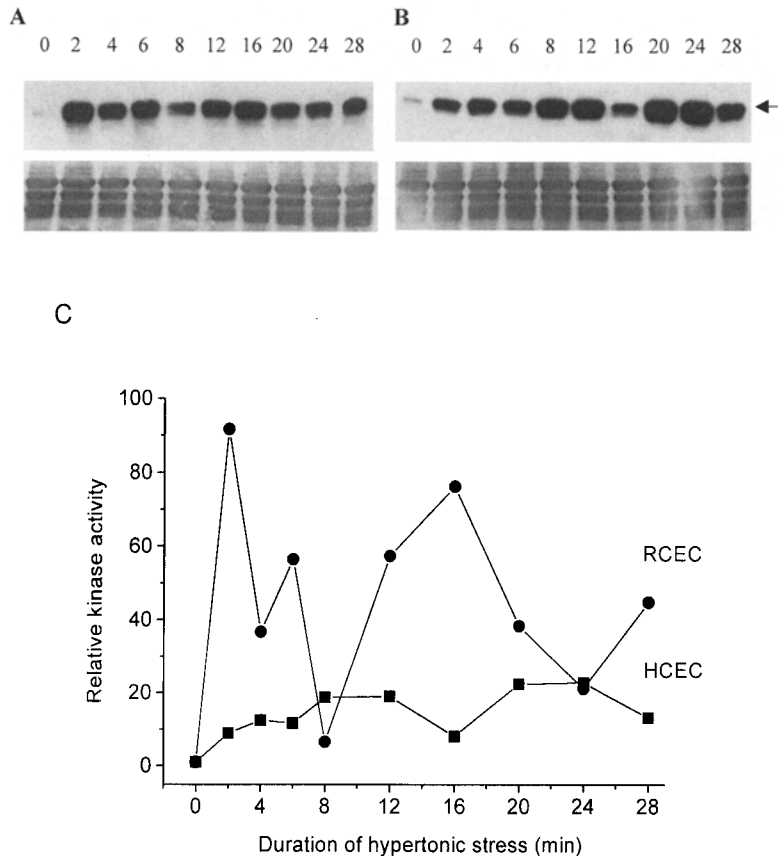 A
0 2 4 6 8 12 16 20 24 28
B
0 2 4 6 8 12 16 20 24 28
C
100
80
60
40
20
0
Relative kinase activity
RCEC
HCEC
0 4 8 12 16 20 24 28
Duration of hypertonic stress (min)